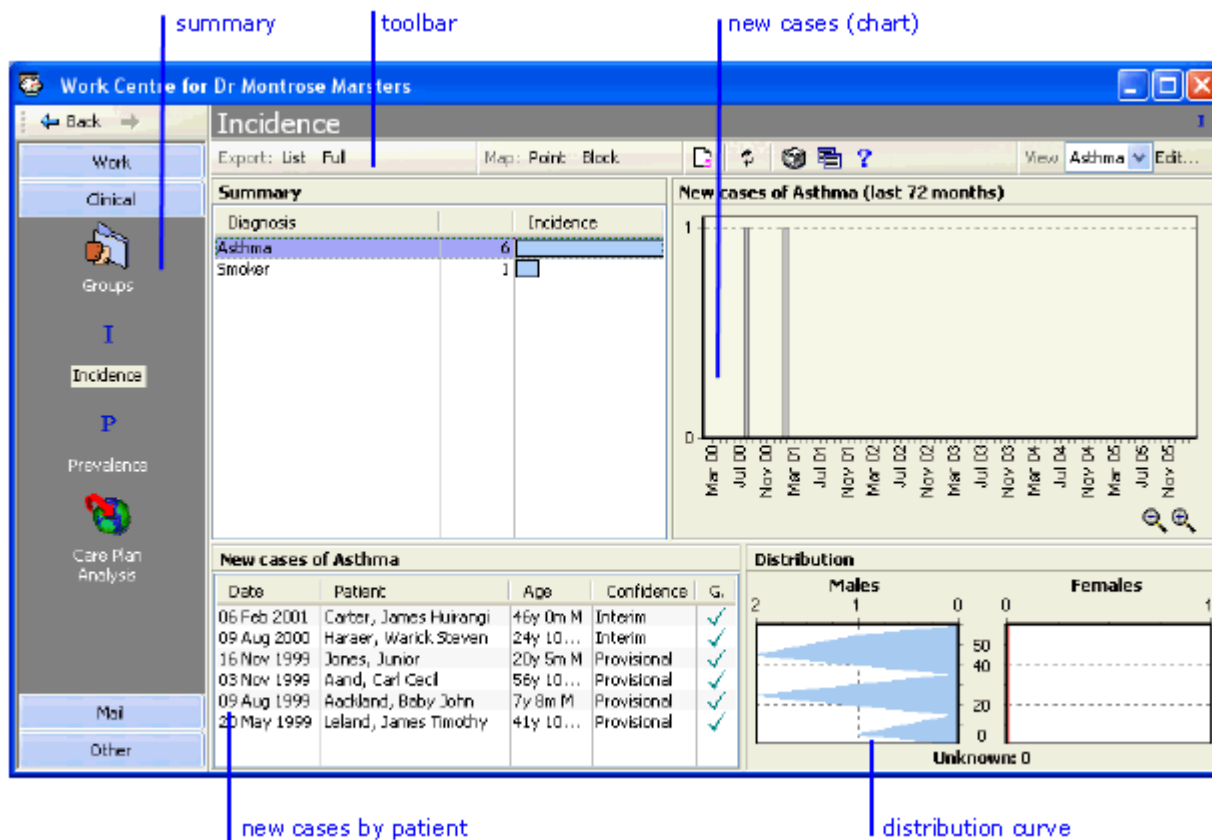 summary
toolbar
new cases (chart)
Work Centre for Dr Montrose Marsters
Back
Incidence
I
Export: List Full
Map: Point Block
View Asthma Edit...
Work
Clinical
Groups
I
Incidence
P
Prevalence
Care Plan
Analysis
Mail
Other
Summary
Diagnosis Incidence
Asthma 6
Smoker 1
New cases of Asthma (last 72 months)
1
0
Mar 00
Jul 00
Nov 00
Mar 01
Jul 01
Nov 01
Mar 02
Jul 02
Nov 02
Mar 03
Jul 03
Nov 03
Mar 04
Jul 04
Nov 04
Mar 05
Jul 05
Nov 05
New cases of Asthma
Date Patient Age Confidence G.
06 Feb 2001 Carter, James Huirangi 46y 0m M Interim
09 Aug 2000 Haraer, Warick Steven 24y 10... Interim
16 Nov 1999 Jones, Junior 20y 5m M Provisional
03 Nov 1999 Aand, Carl Cecil 56y 10... Provisional
09 Aug 1999 Aackland, Baby John 7y 8m M Provisional
20 May 1999 Leland, James Timothy 41y 10... Provisional
Distribution
Males Females
2 1 0 0 1
50
40
20
0
Unknown: 0
new cases by patient
distribution curve